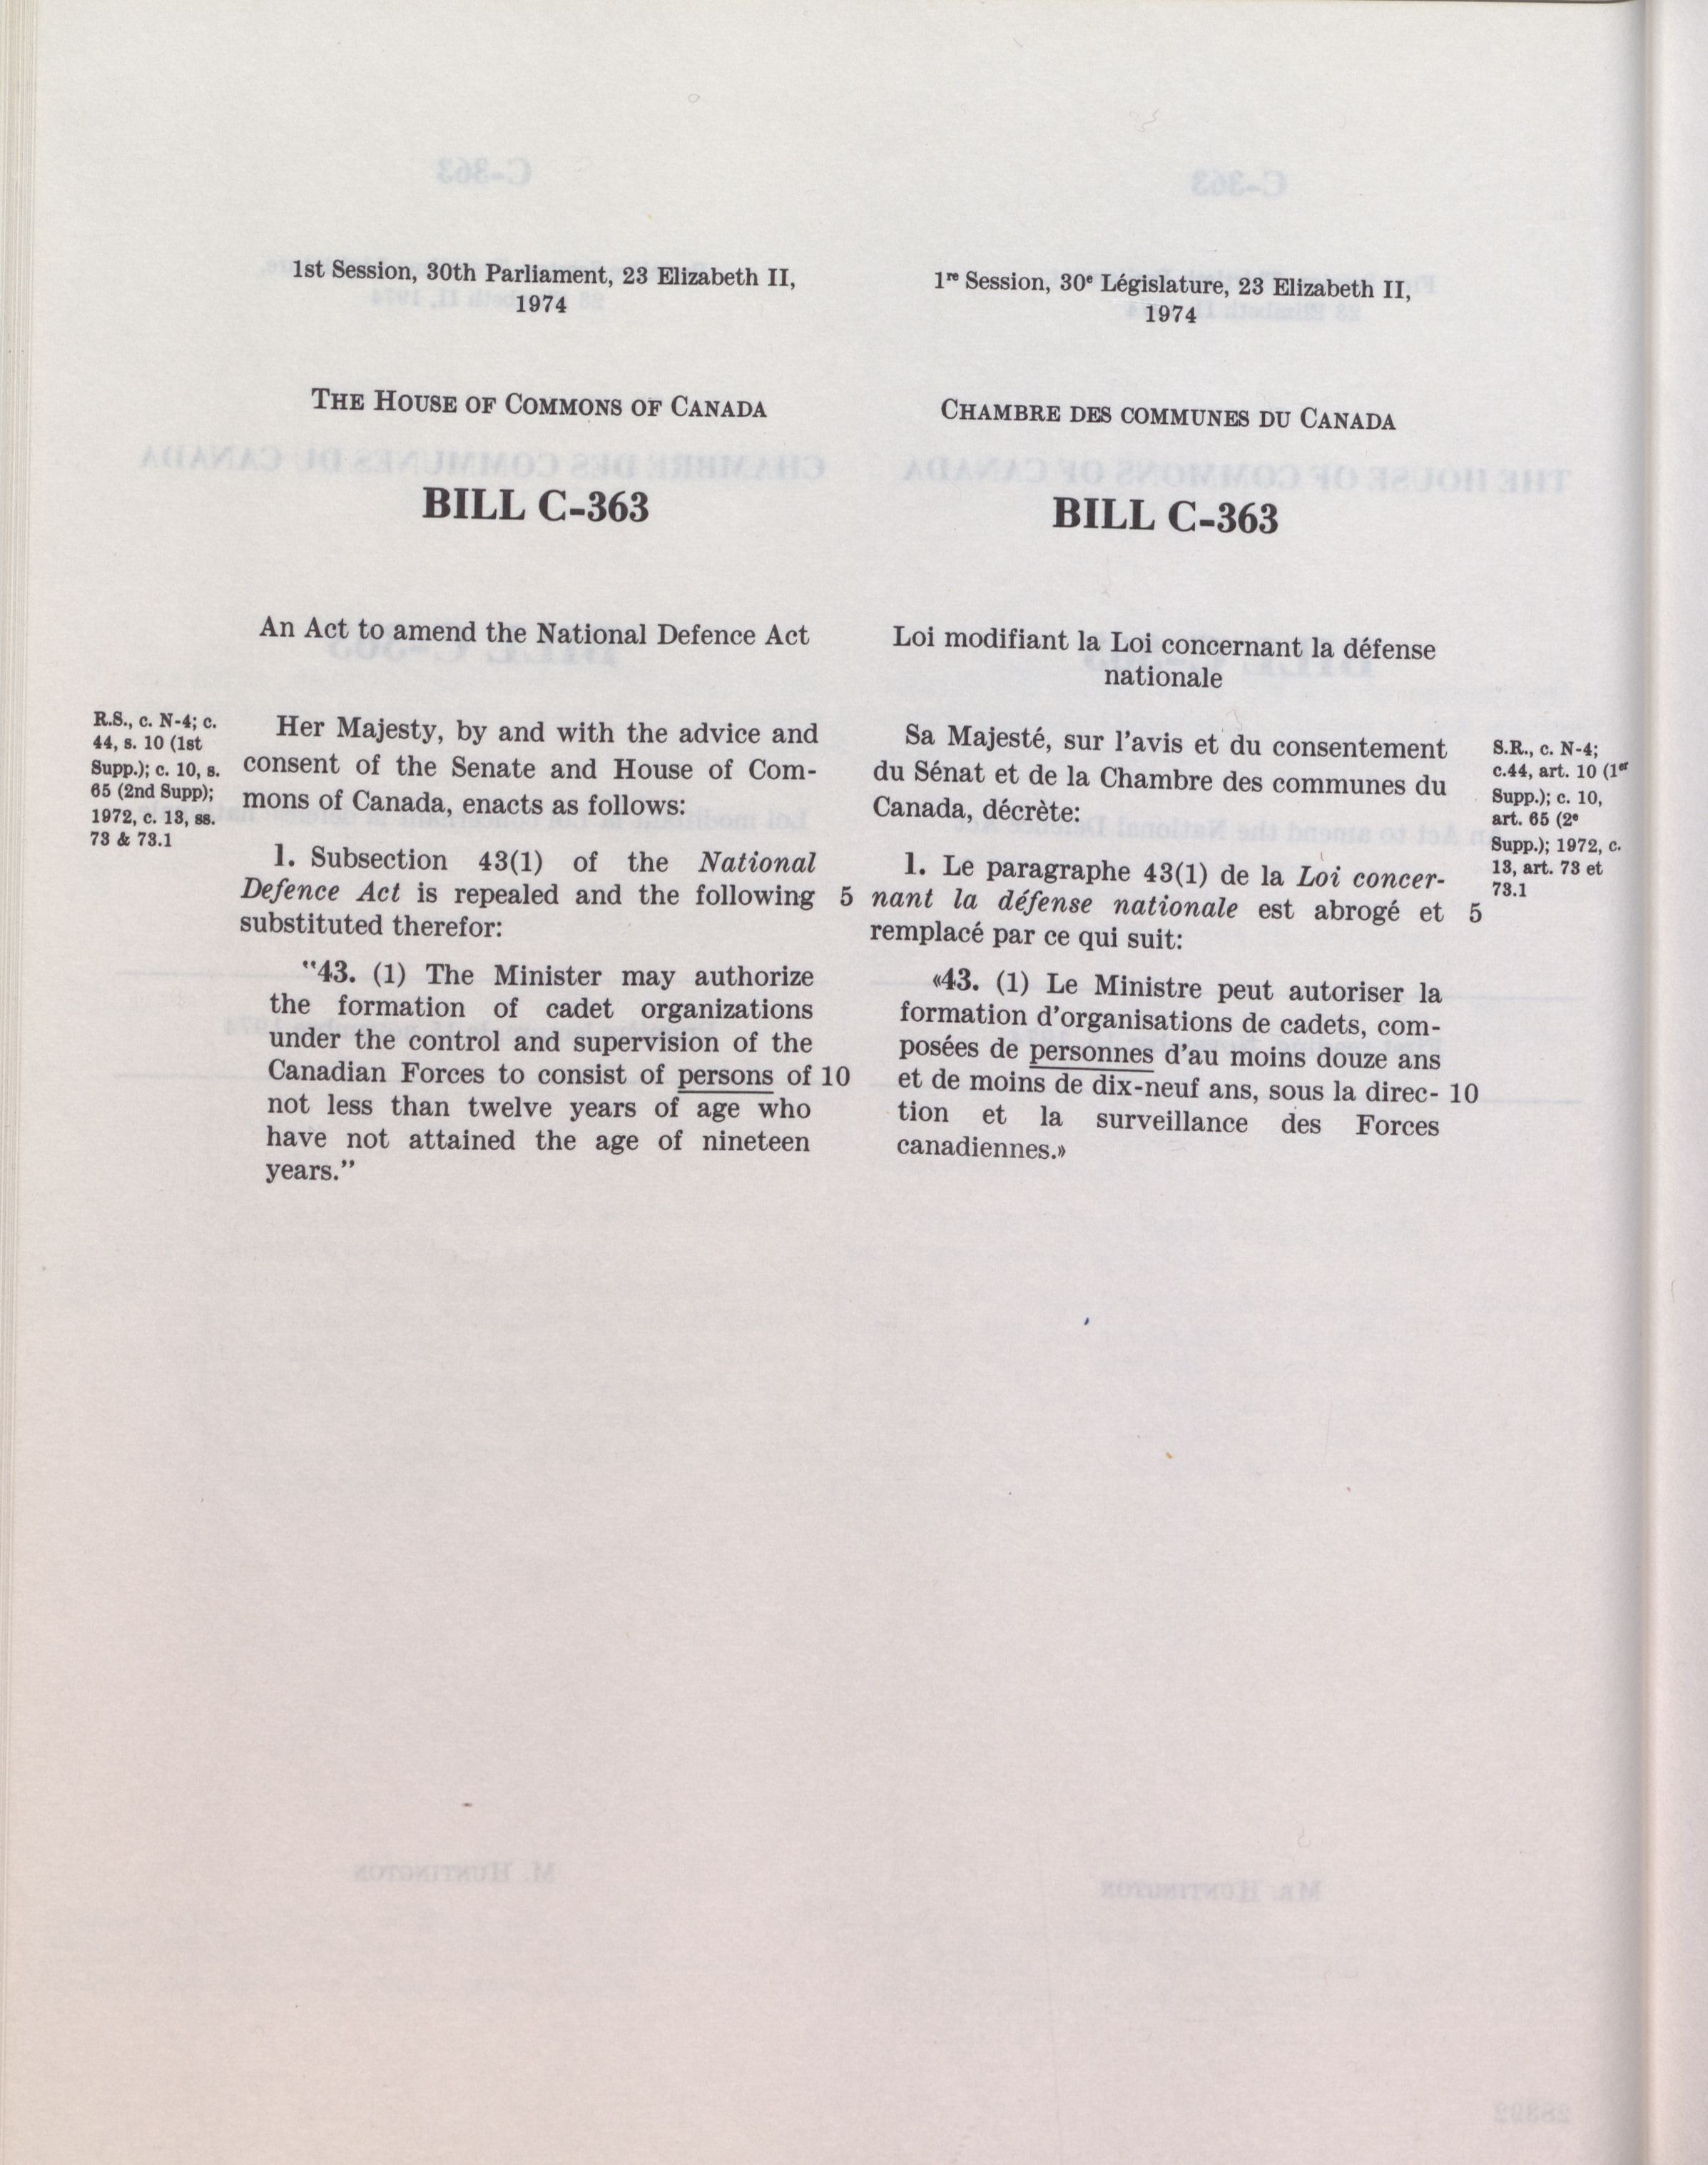 1st Session, 30th Parliament, 23 Elizabeth II,
1974
THE HOUSE OF COMMONS OF CANADA
BILL C-363
An Act to amend the National Defence Act
R.S., c. N-4; c.
44, s. 10 (1st
Supp.); c. 10, s.
65 (2nd Supp);
1972, c. 13, ss.
73 & 73.1
Her Majesty, by and with the advice and
consent of the Senate and House of Com-
mons of Canada, enacts as follows:
1. Subsection 43(1) of the National
Defence Act is repealed and the following 5
substituted therefor:
"43. (1) The Minister may authorize
the formation of cadet organizations
under the control and supervision of the
Canadian Forces to consist of persons of 10
not less than twelve years of age who
have not attained the age of nineteen
years."
1re Session, 30e Législature, 23 Elizabeth II,
1974
CHAMBRE DES COMMUNES DU CANADA
BILL C-363
Loi modifiant la Loi concernant la défense
nationale
Sa Majesté, sur l'avis et du consentement
du Sénat et de la Chambre des communes du
Canada, décrète:
1. Le paragraphe 43(1) de la Loi concer-
nant la défense nationale est abrogé et 5
remplacé par ce qui suit:
«43. (1) Le Ministre peut autoriser la
formation d'organisations de cadets, com-
posées de personnes d'au moins douze ans
et de moins de dix-neuf ans, sous la direc- 10
tion et la surveillance des Forces
canadiennes.»
S.R., c. N-4;
c.44, art. 10 (1er
Supp.); c. 10,
art. 65 (2e
Supp.); 1972, c.
13, art. 73 et
73.1